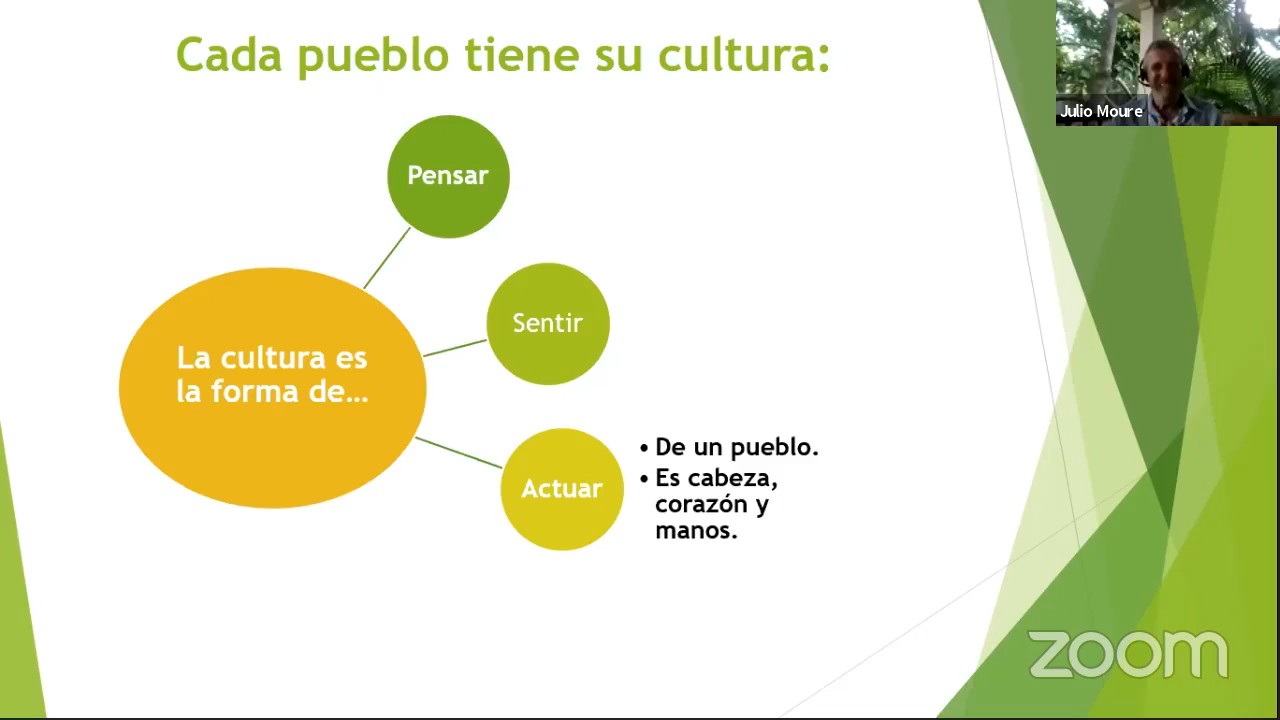 Cada pueblo tiene su cultura:
Julio Moure
Pensar
Sentir
La cultura es
la forma de...
Actuar
• De un pueblo.
• Es cabeza,
corazón y
manos.
zoom